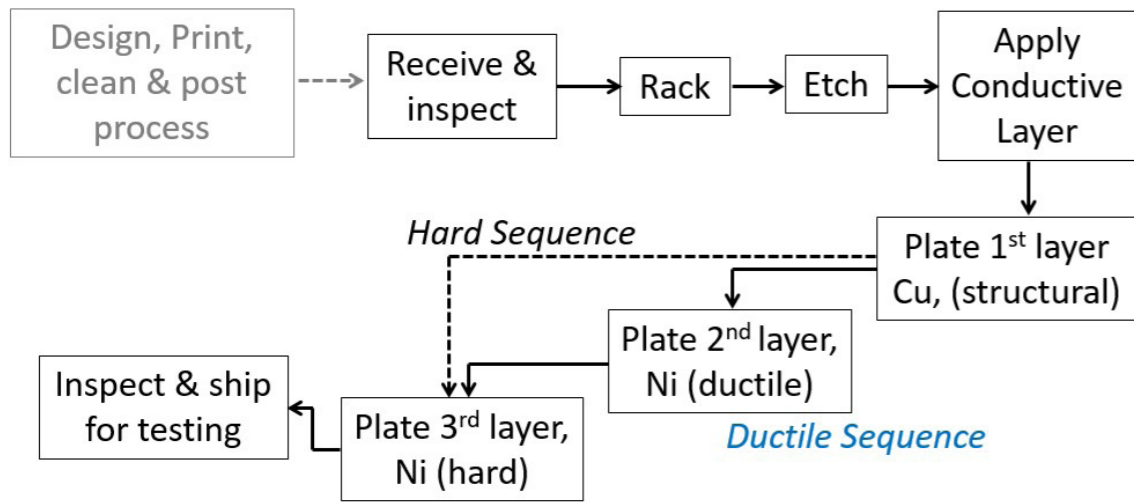 Design, Print,
clean & post
process
Receive &
inspect
Rack
Etch
Apply
Conductive
Layer
Hard Sequence
Plate 1st layer
Cu, (structural)
Plate 2nd layer,
Ni (ductile)
Ductile Sequence
Inspect & ship
for testing
Plate 3rd layer,
Ni (hard)